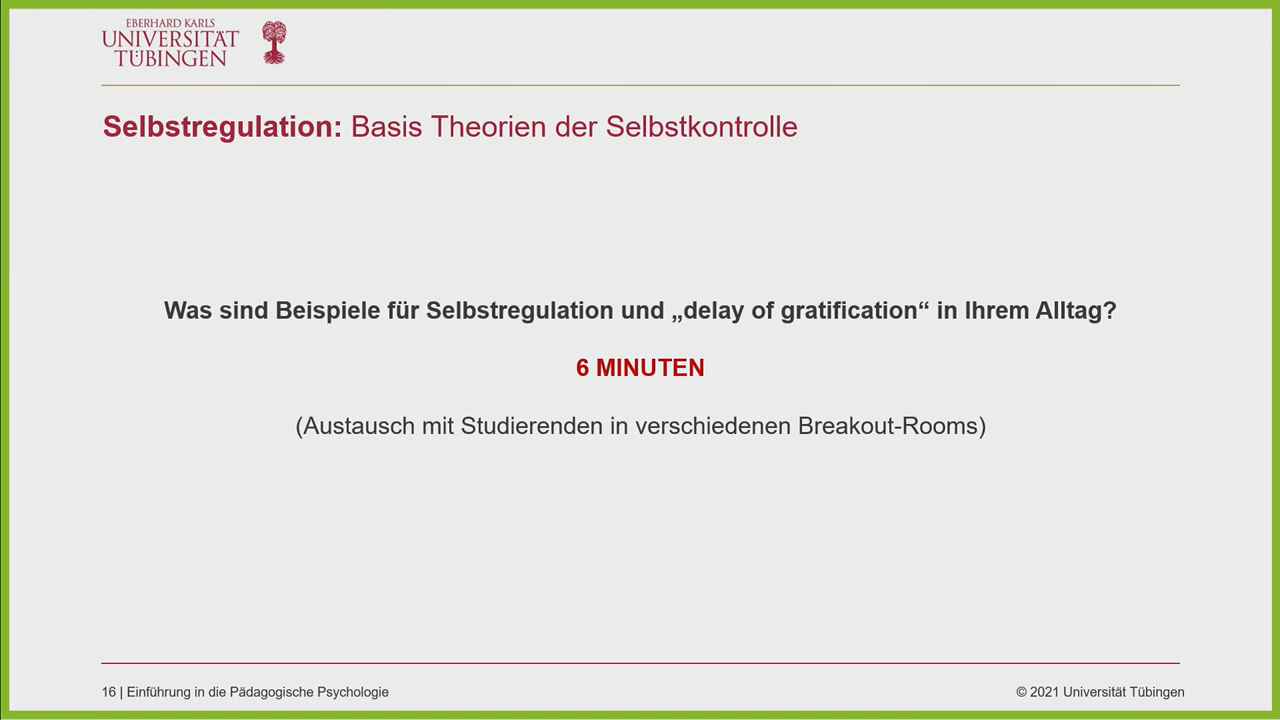 EBERHARD KARLS
UNIVERSITÄT
TÜBINGEN
Selbstregulation: Basis Theorien der Selbstkontrolle
Was sind Beispiele für Selbstregulation und „delay of gratification“ in Ihrem Alltag?
6 MINUTEN
(Austausch mit Studierenden in verschiedenen Breakout-Rooms)
16 | Einführung in die Pädagogische Psychologie
© 2021 Universität Tübingen